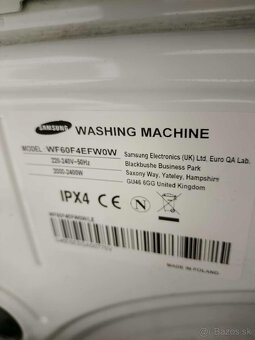 SAMSUNG WASHING MACHINE
MODEL WF60F4EFW0W
220-240V~50Hz
2000-2400W
Samsung Electronics (UK) Ltd, Euro QA Lab.
Blackbushe Business Park
Saxony Way, Yateley, Hampshire
GU46 6GG United Kingdom
IPX4 CE
MADE IN POLAND
Bazos.sk